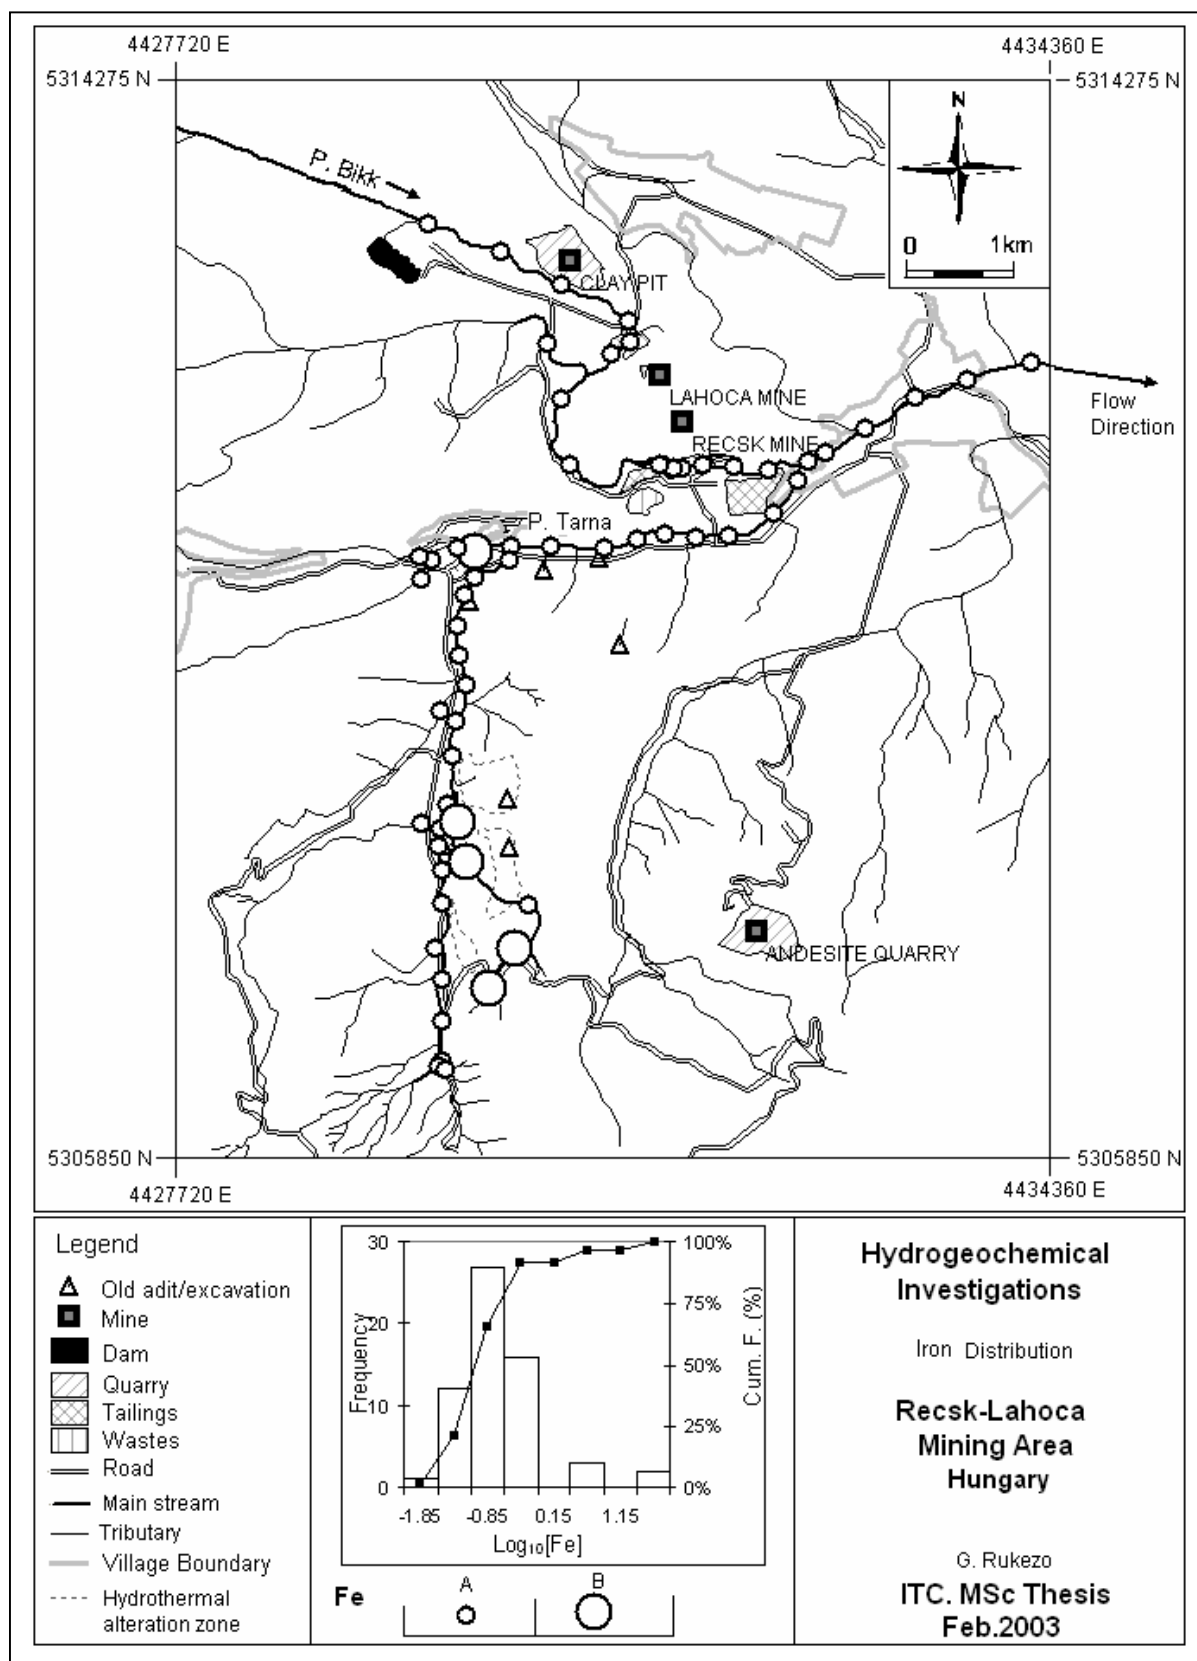 4427720 E
4434360 E
5314275 N
5314275 N
N
P. Bikk
0 1km
CLAY PIT
LAHOCA MINE
Flow
Direction
RECSK MINE
P. Tarna
ANDESITE QUARRY
5305850 N
5305850 N
4427720 E
4434360 E
Legend
Old adit/excavation
Mine
Dam
Quarry
Tailings
Wastes
Road
Main stream
Tributary
Village Boundary
Hydrothermal
alteration zone
30
20
10
0
Frequency
100%
75%
50%
25%
0%
Cum. F. (%)
-1.85 -0.85 0.15 1.15
Log₁₀[Fe]
Fe
A
B
Hydrogeochemical
Investigations
Iron Distribution
Recsk-Lahoca
Mining Area
Hungary
G. Rukezo
ITC. MSc Thesis
Feb.2003